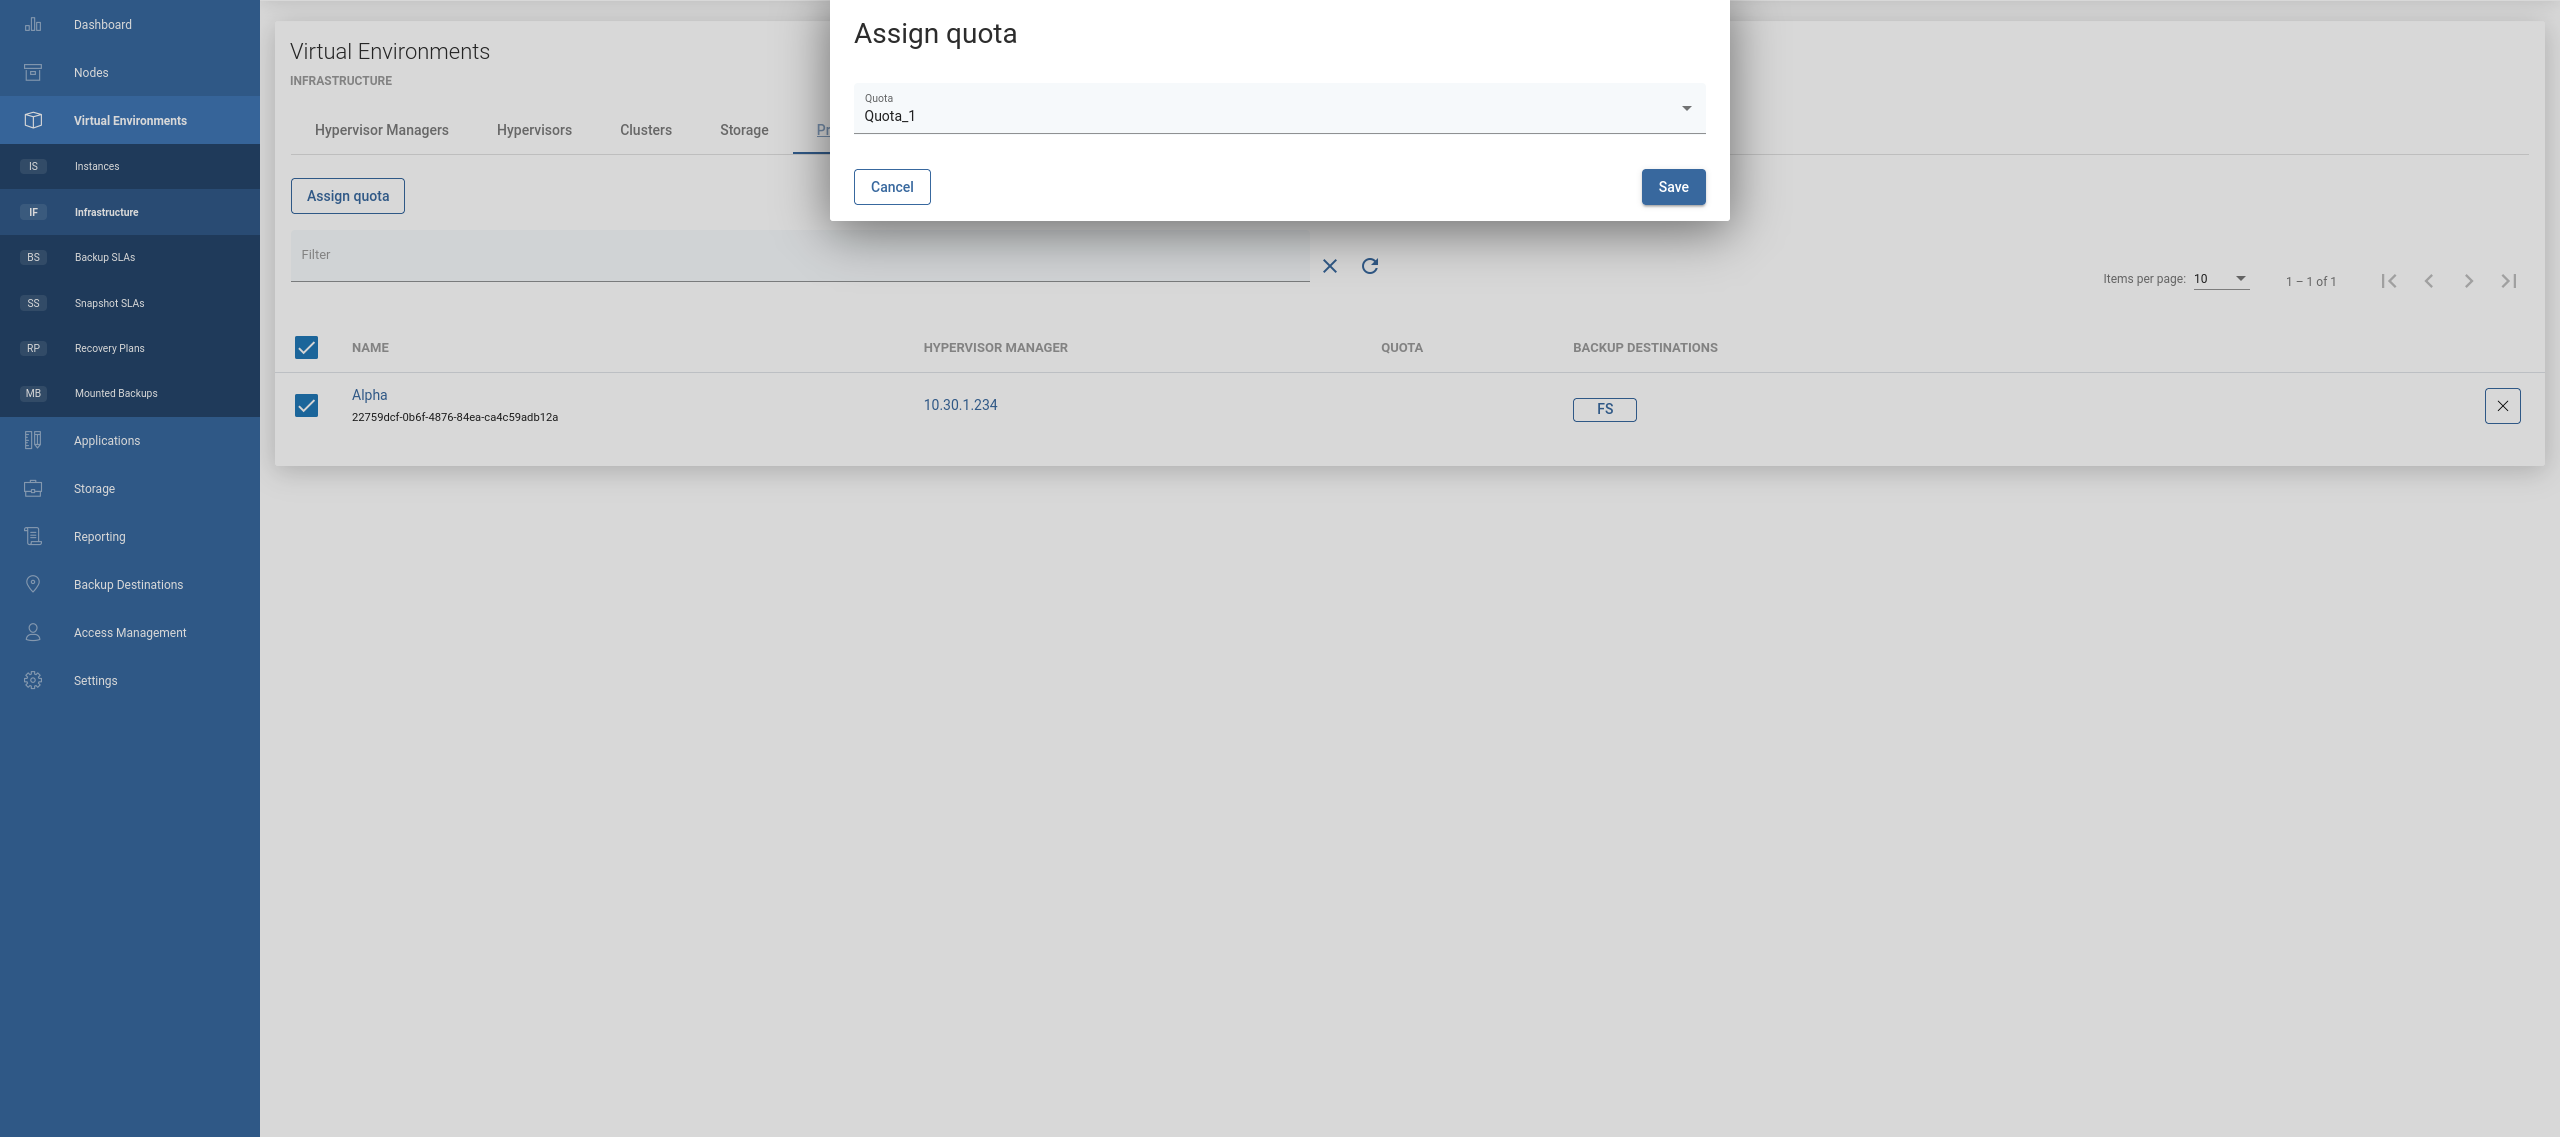 Dashboard
Nodes
Virtual Environments
IS Instances
IF Infrastructure
BS Backup SLAs
SS Snapshot SLAs
RP Recovery Plans
MB Mounted Backups
Applications
Storage
Reporting
Backup Destinations
Access Management
Settings
Virtual Environments
INFRASTRUCTURE
Hypervisor Managers Hypervisors Clusters Storage Pr
Assign quota
Filter
Items per page: 10 1 – 1 of 1
NAME HYPERVISOR MANAGER QUOTA BACKUP DESTINATIONS
Alpha 10.30.1.234 FS
22759dcf-0b6f-4876-84ea-ca4c59adb12a
Assign quota
Quota
Quota_1
Cancel Save